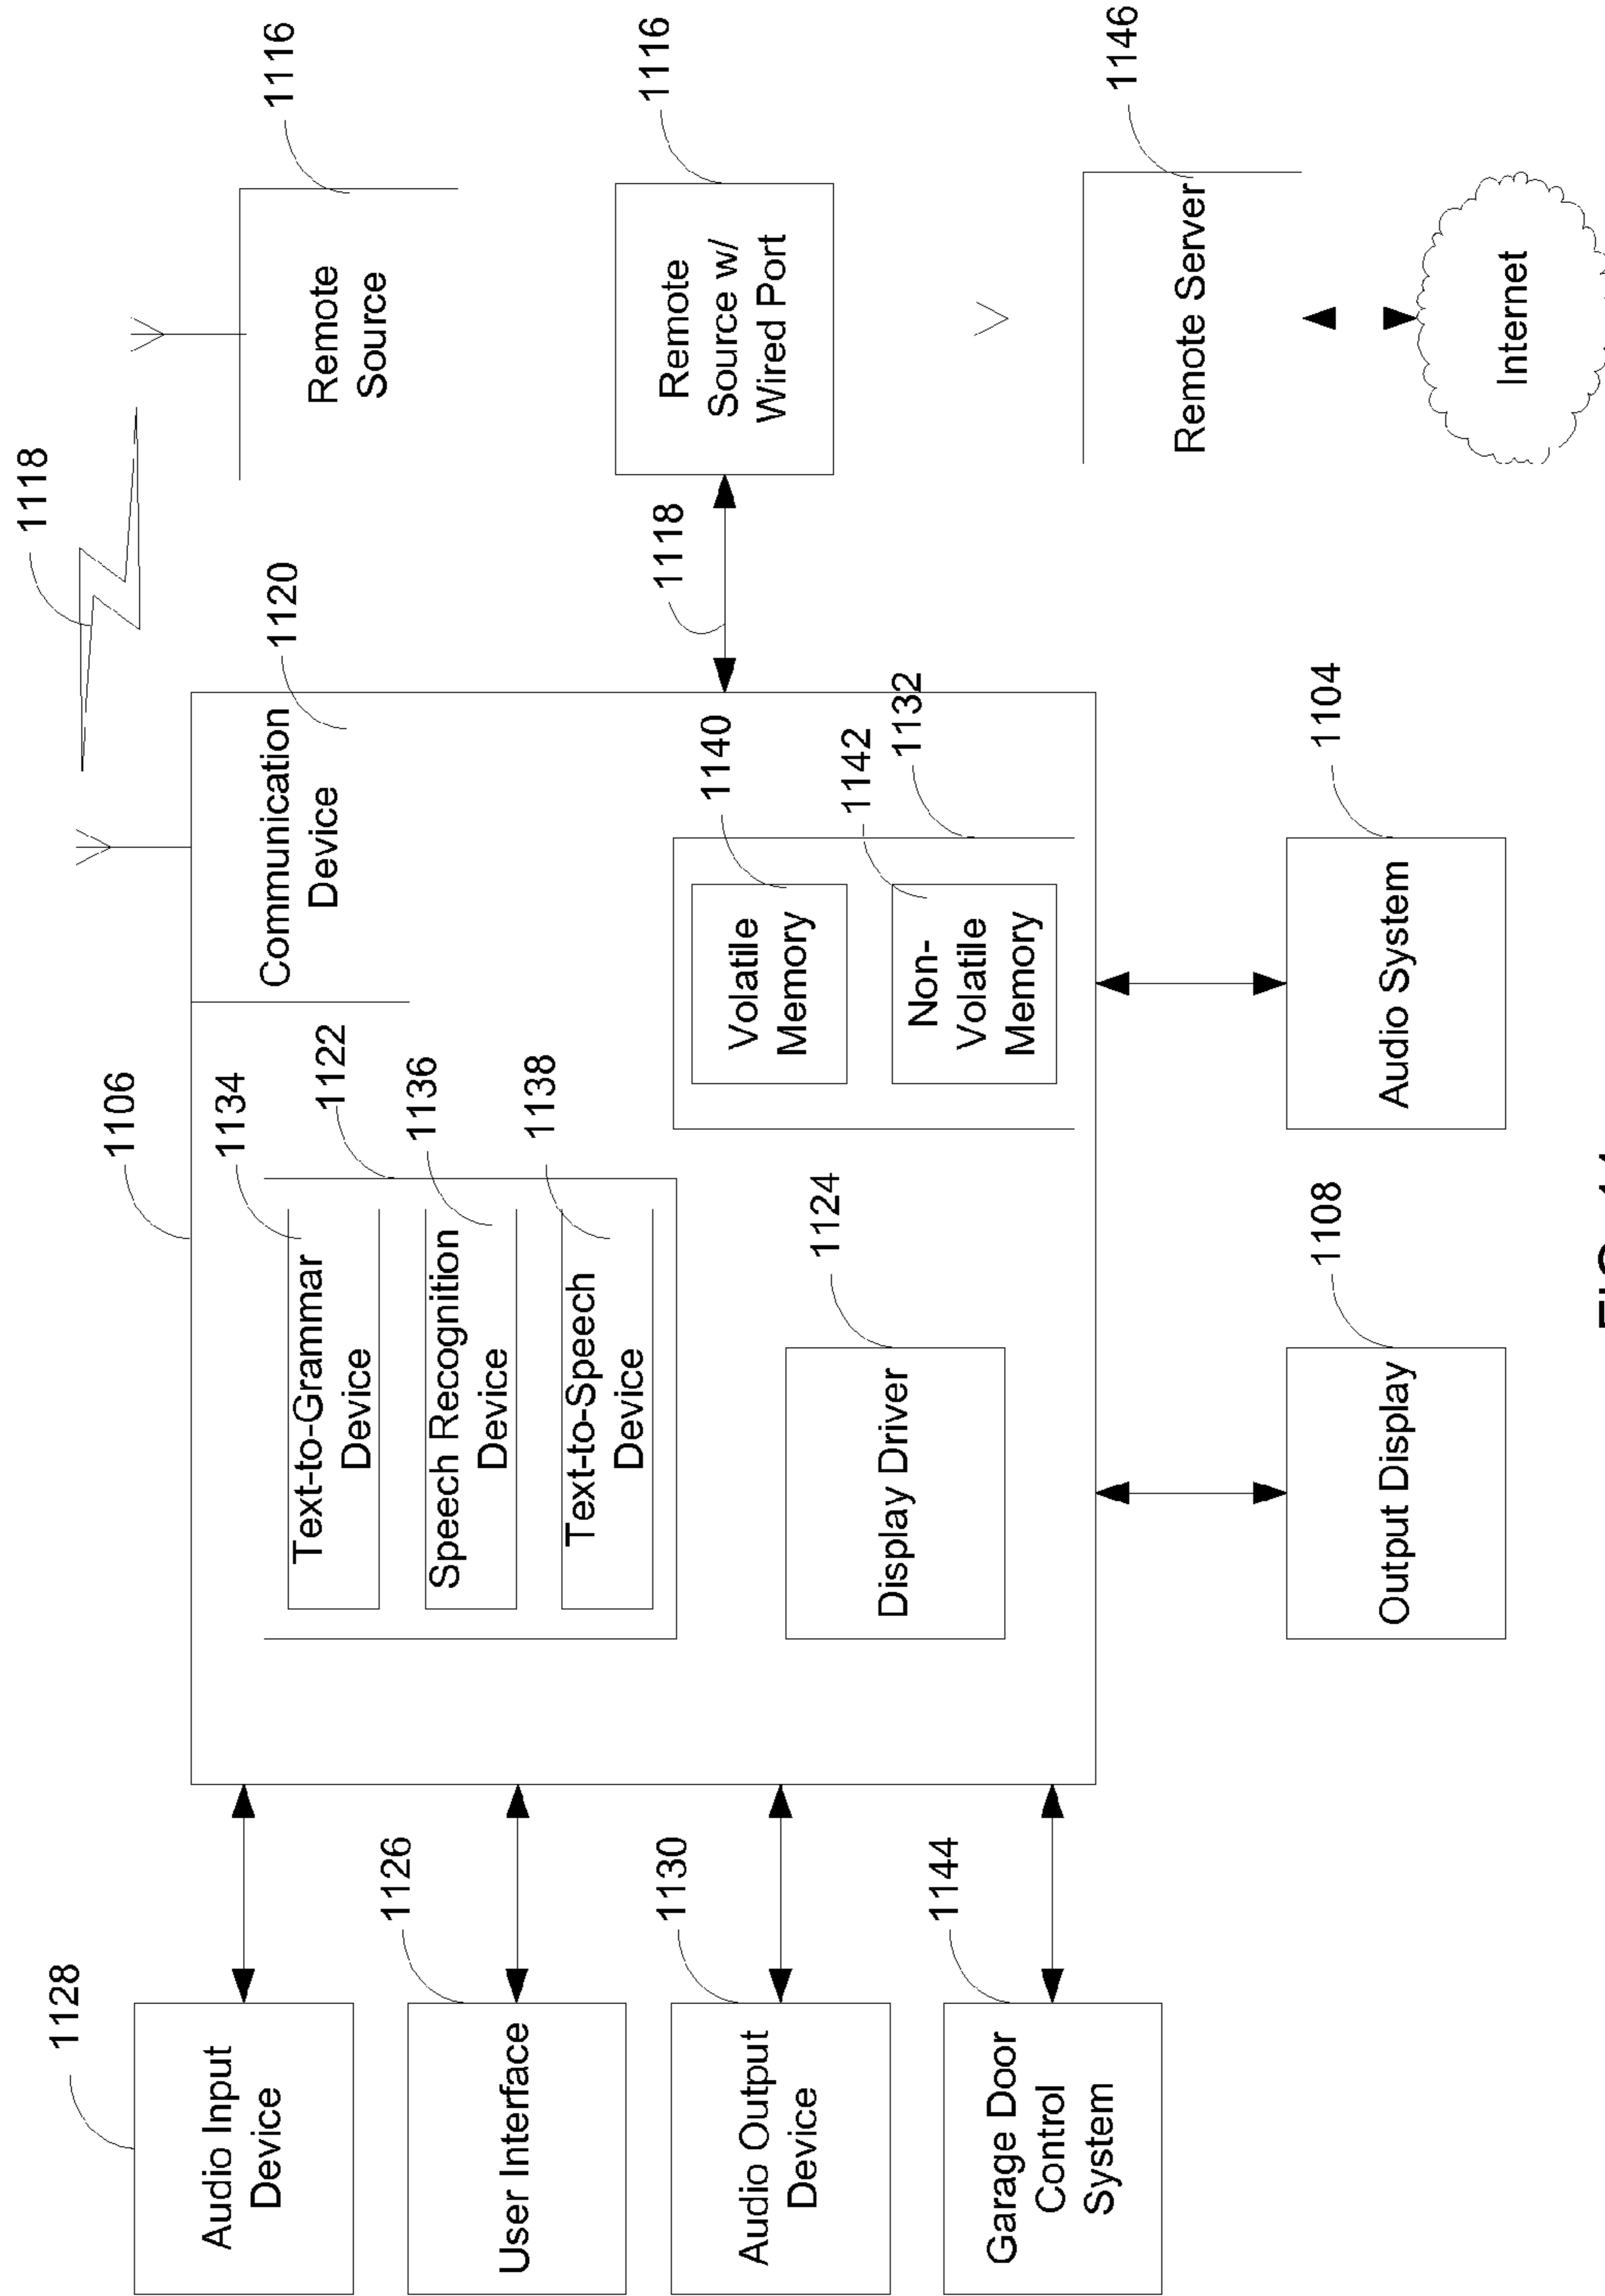 1128
Audio Input
Device
1126
User Interface
1130
Audio Output
Device
1144
Garage Door
Control
System
1106
1134
Text-to-Grammar
Device
1122
1136
Speech Recognition
Device
1138
Text-to-Speech
Device
1124
Display Driver
Communication
Device
1120
1140
Volatile
Memory
1142
Non-
Volatile
Memory
1132
1108
Output Display
1104
Audio System
1118
1116
Remote
Source
1118
1116
Remote
Source w/
Wired Port
1146
Remote Server
Internet